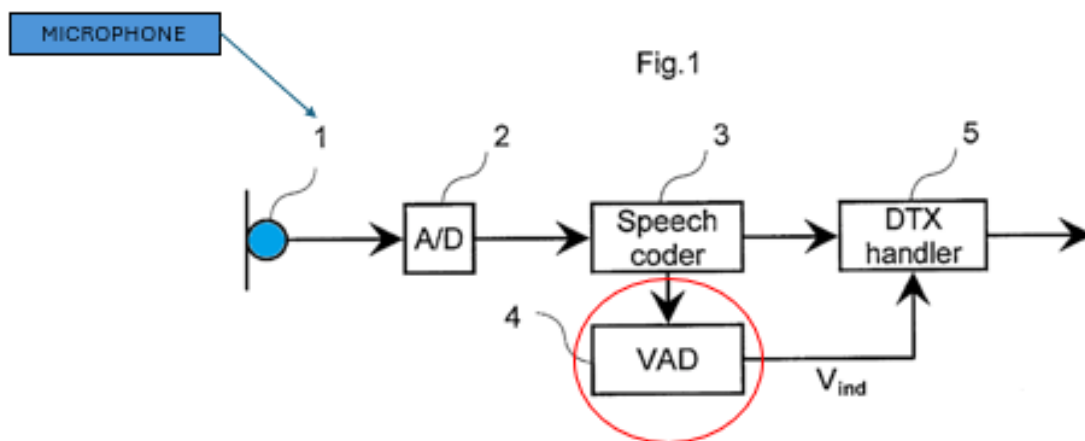 MICROPHONE
Fig.1
1
2
3
5
A/D
Speech
coder
DTX
handler
4
VAD
Vind